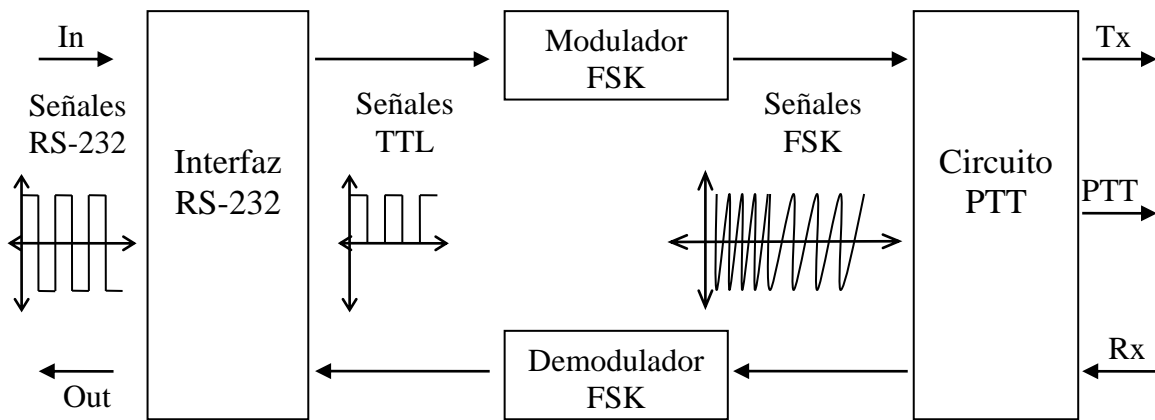 In
Señales
RS-232
Out
Interfaz
RS-232
Señales
TTL
Modulador
FSK
Demodulador
FSK
Señales
FSK
Circuito
PTT
Tx
PTT
Rx